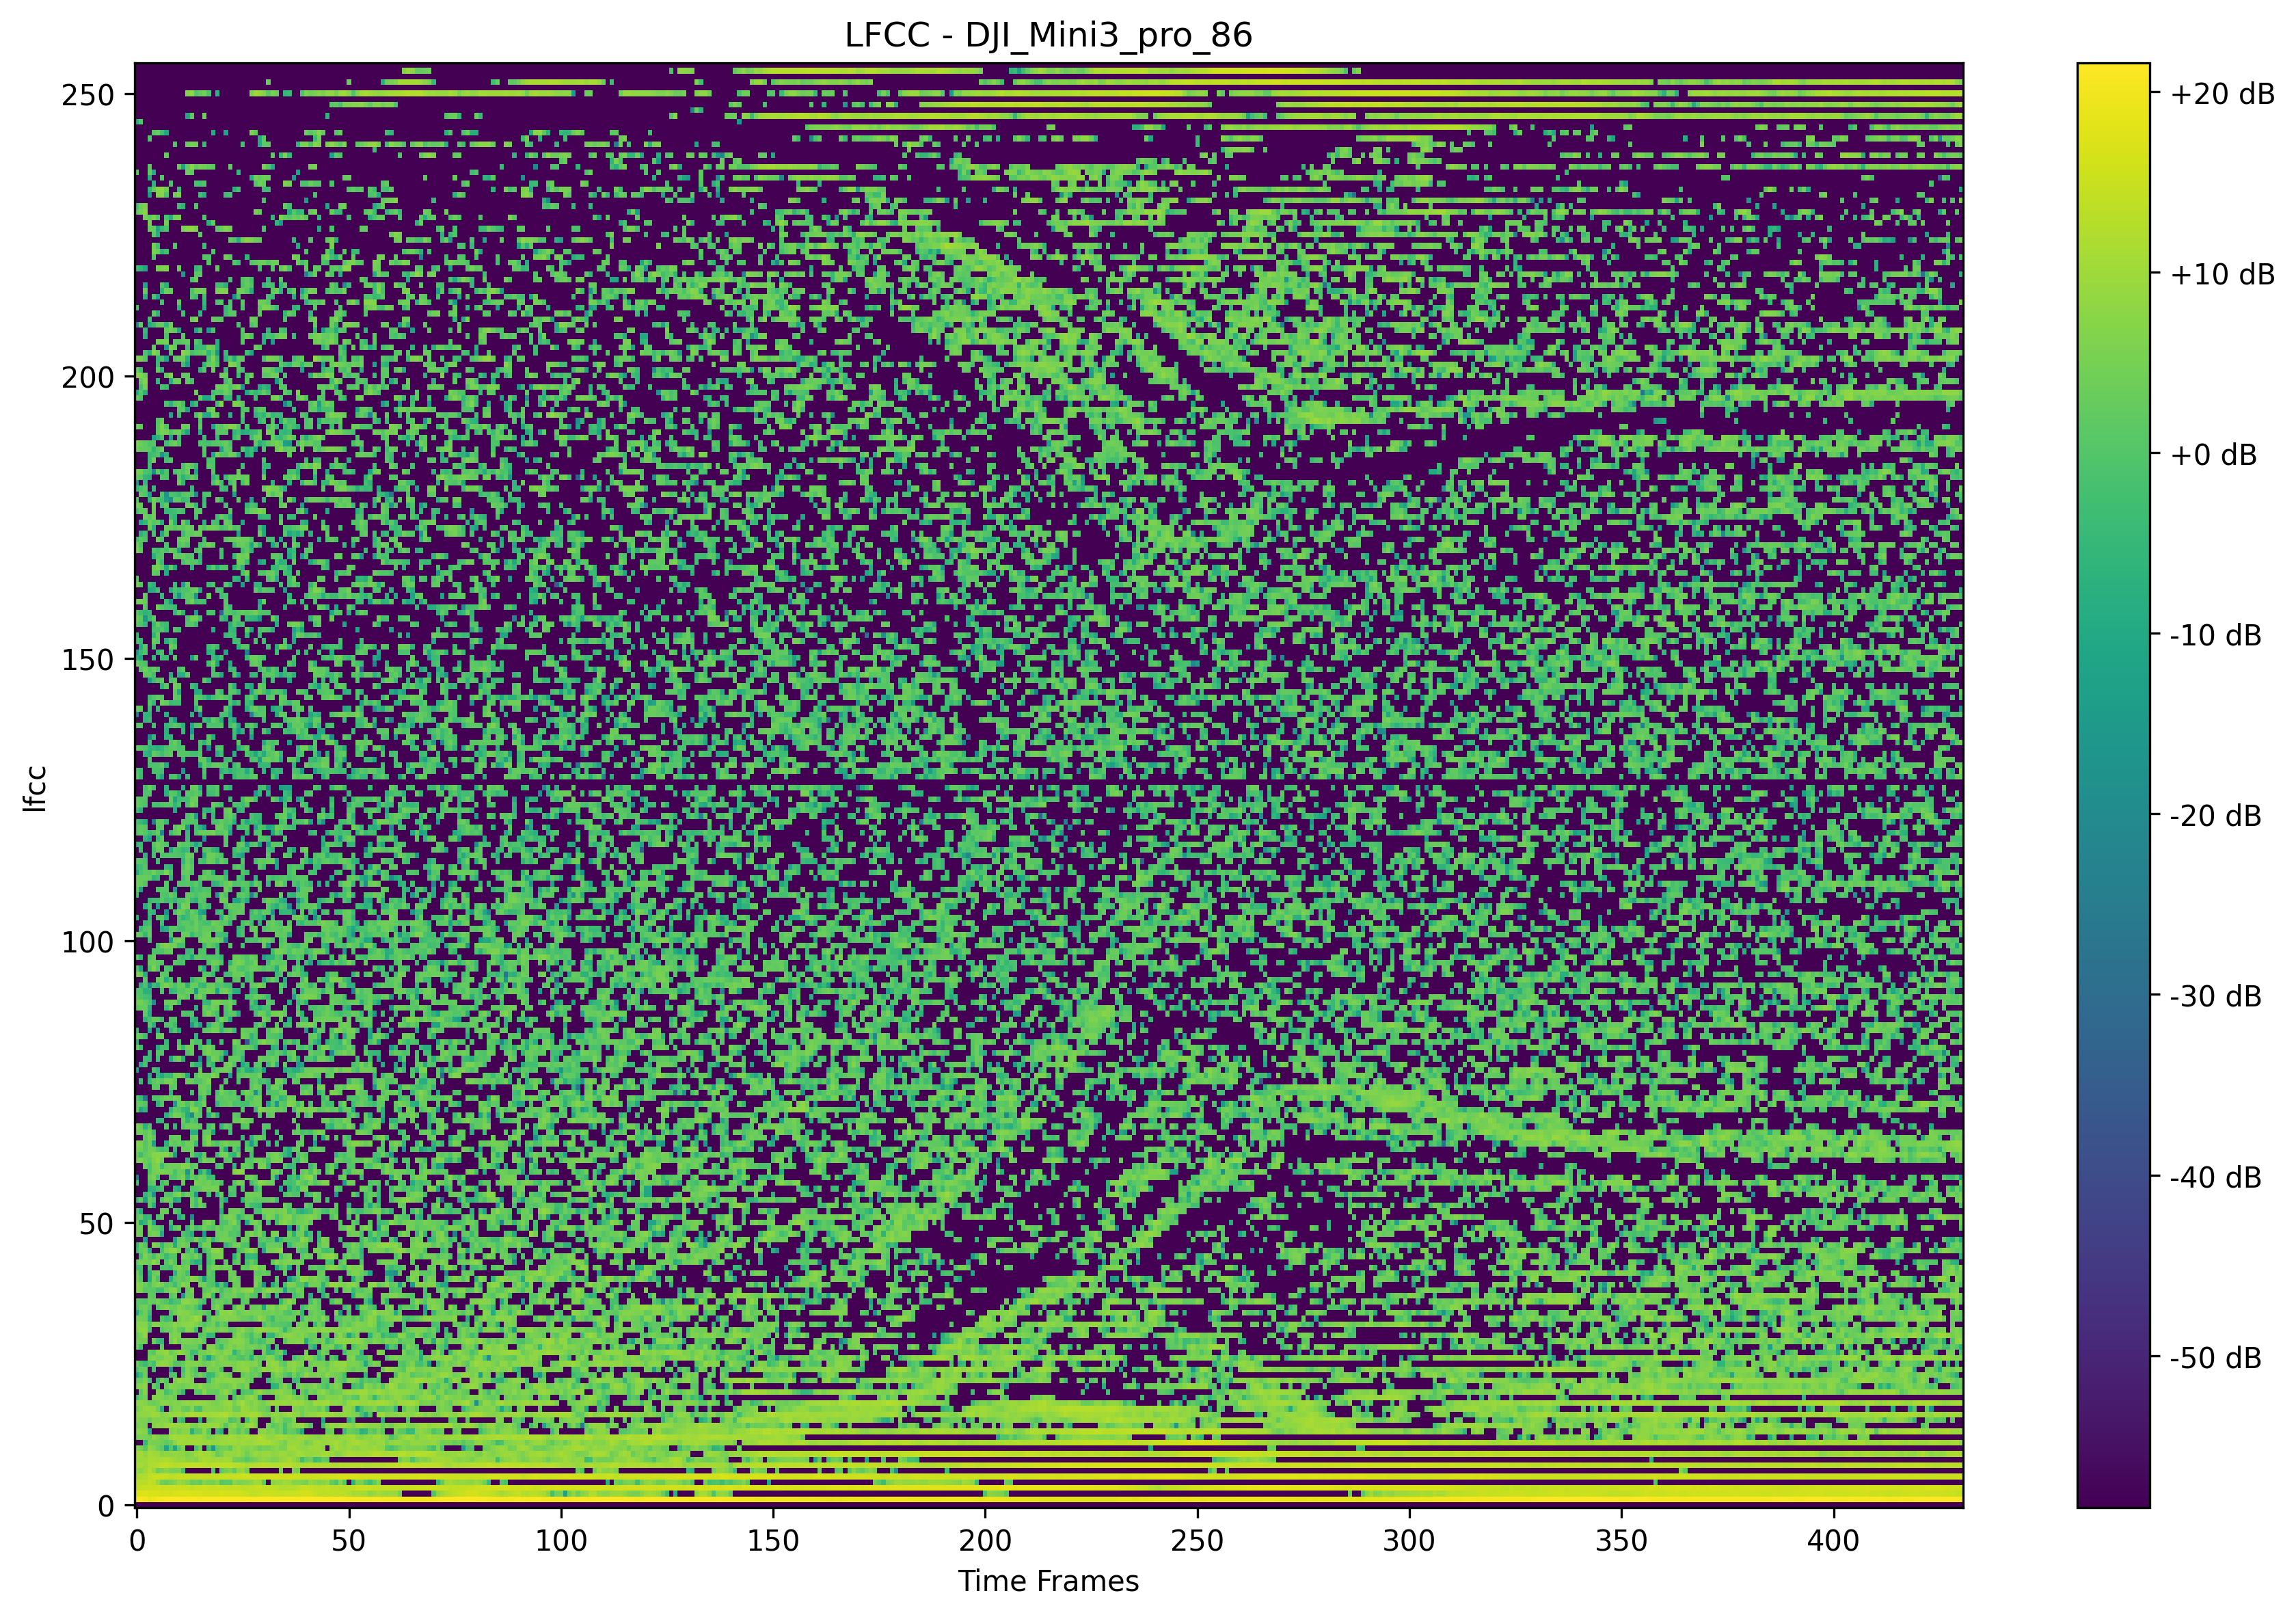 LFCC - DJI_Mini3_pro_86
250
200
150
100
50
0
lfcc
0 50 100 150 200 250 300 350 400
Time Frames
+20 dB
+10 dB
+0 dB
-10 dB
-20 dB
-30 dB
-40 dB
-50 dB